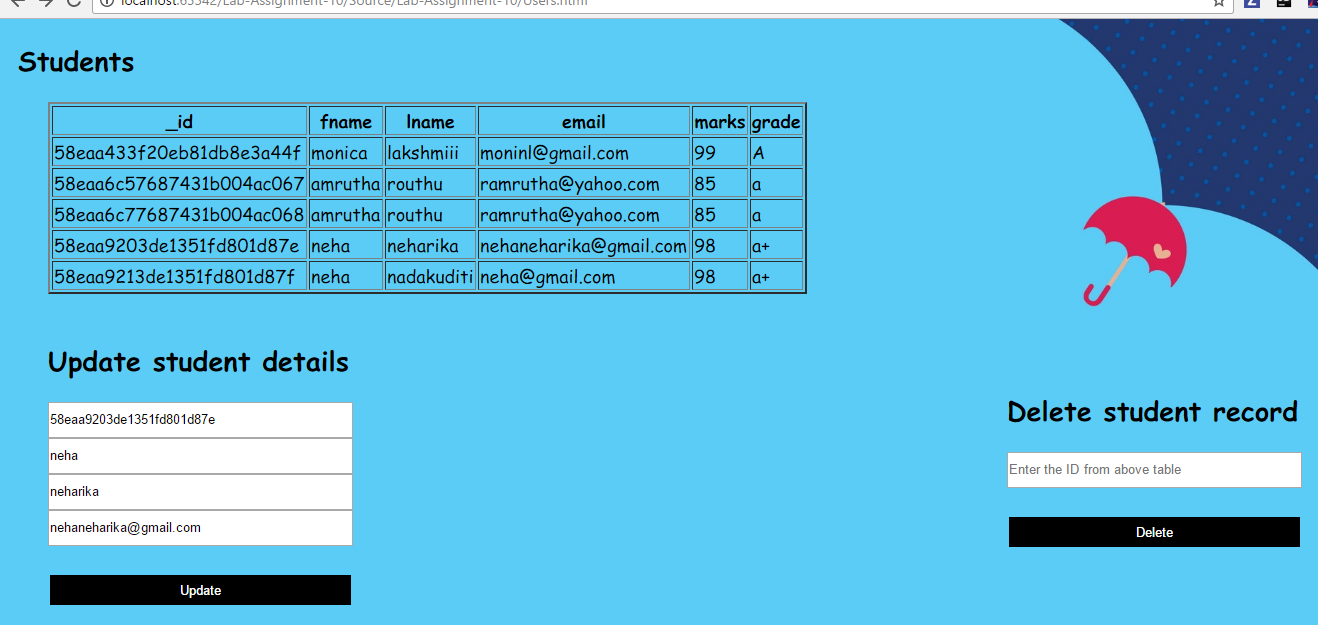 localhost:63342/Lab-Assignment-10/Source/Lab-Assignment-10/Users.html
Students
_id fname lname email marks grade
58eaa433f20eb81db8e3a44f monica lakshmiii moninl@gmail.com 99 A
58eaa6c57687431b004ac067 amrutha routhu ramrutha@yahoo.com 85 a
58eaa6c77687431b004ac068 amrutha routhu ramrutha@yahoo.com 85 a
58eaa9203de1351fd801d87e neha neharika nehaneharika@gmail.com 98 a+
58eaa9213de1351fd801d87f neha nadakuditi neha@gmail.com 98 a+
Update student details
58eaa9203de1351fd801d87e
neha
neharika
nehaneharika@gmail.com
Update
Delete student record
Enter the ID from above table
Delete